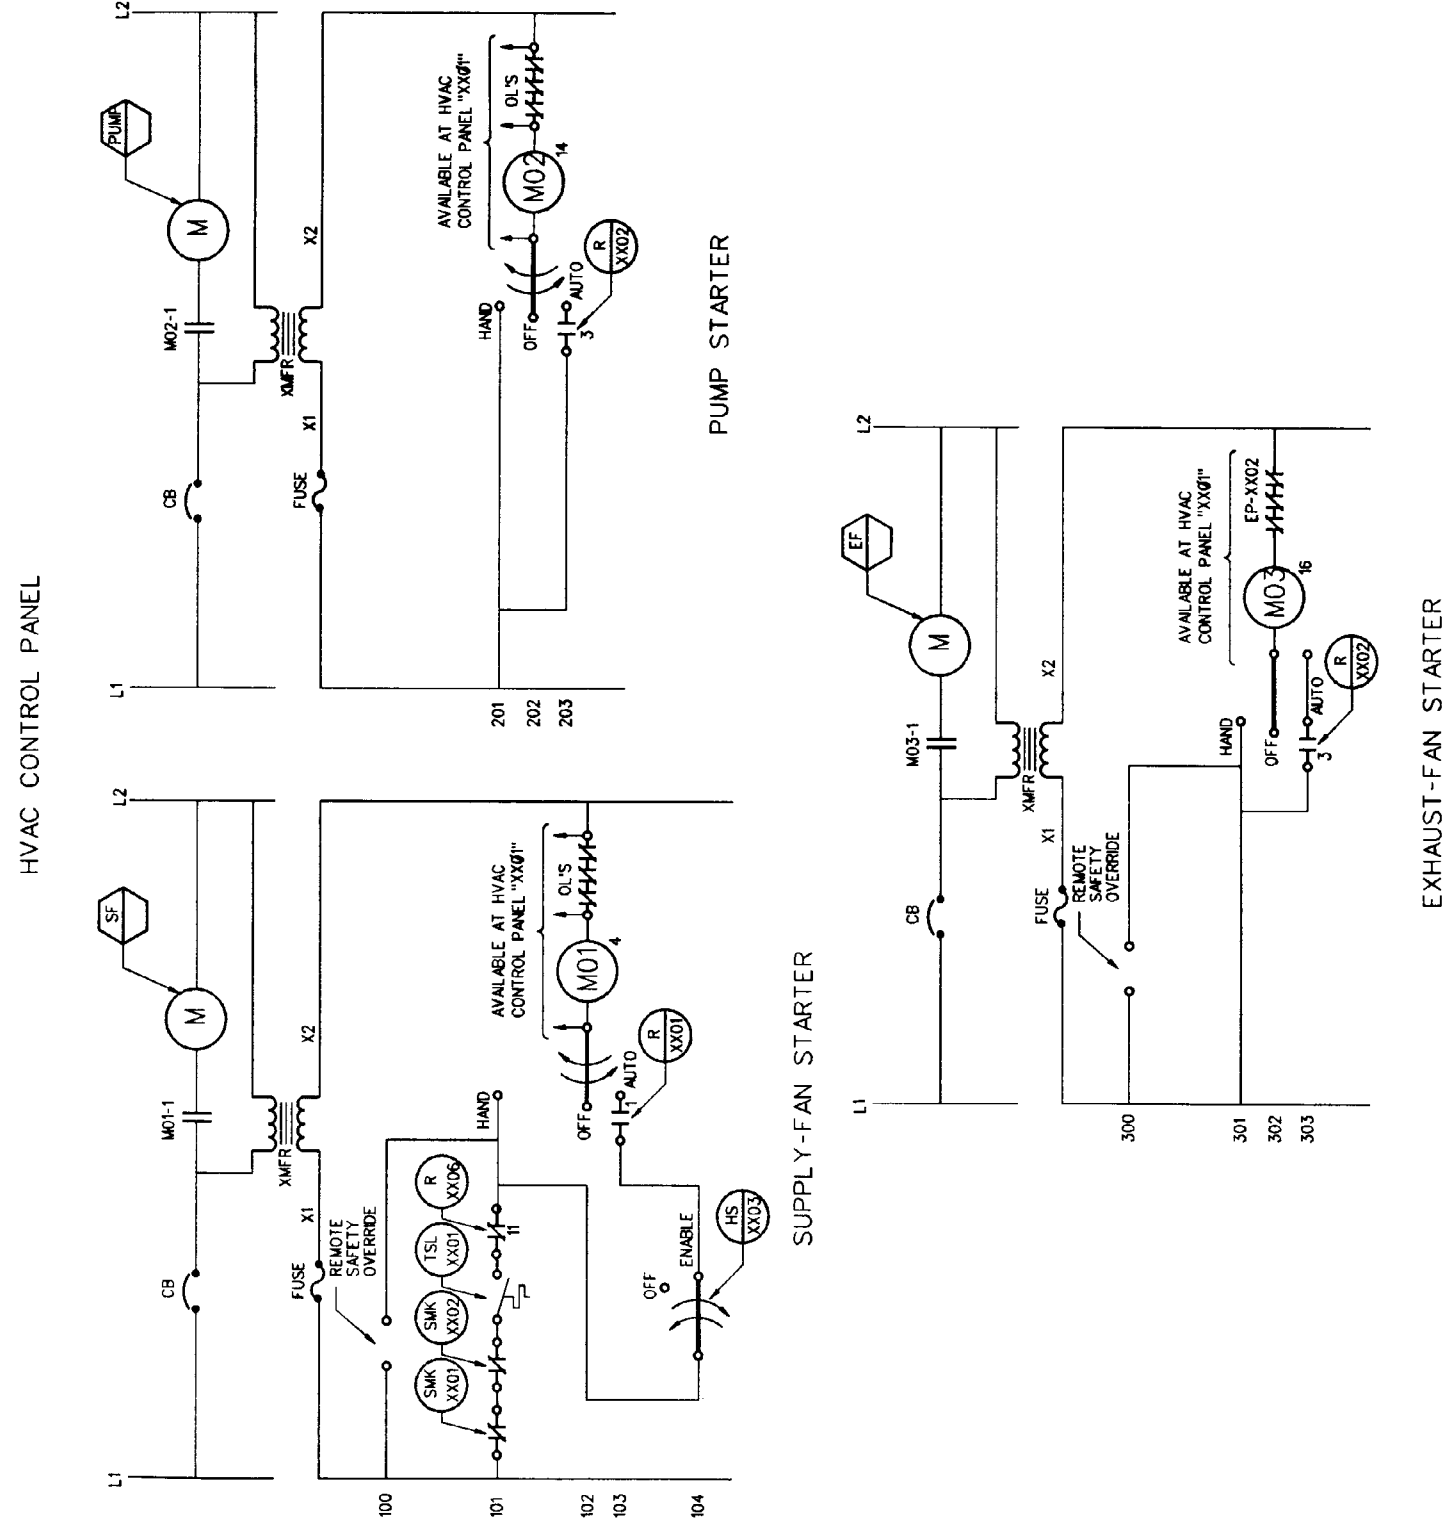 HVAC CONTROL PANEL
L1
L2
CB
M01-1
M
SF
XMFR
FUSE
X1
X2
REMOTE
SAFETY
OVERRIDE
100
101
102
103
104
SMK
XX01
SMK
XX02
TSL
XX01
R
XX06
11
HAND
OFF
AUTO
1
R
XX01
AVAILABLE AT HVAC
CONTROL PANEL "XX01"
M01
4
OL'S
OFF
ENABLE
HS
XX03
SUPPLY-FAN STARTER
L1
L2
CB
M02-1
M
PUMP
XMFR
FUSE
X1
X2
201
202
203
HAND
OFF
AUTO
3
R
XX02
AVAILABLE AT HVAC
CONTROL PANEL "XX01"
M02
14
OL'S
PUMP STARTER
L1
L2
CB
M03-1
M
EF
XMFR
FUSE
X1
X2
REMOTE
SAFETY
OVERRIDE
300
301
302
303
HAND
OFF
AUTO
3
R
XX02
AVAILABLE AT HVAC
CONTROL PANEL "XX01"
M03
16
EP-XX02
EXHAUST-FAN STARTER